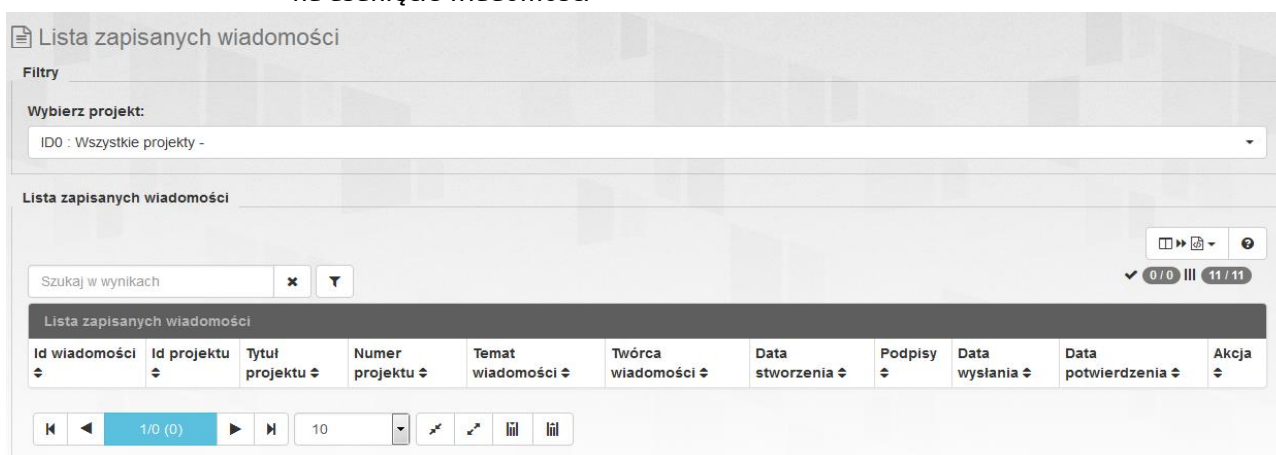 Lista zapisanych wiadomości
Filtry
Wybierz projekt:
ID0 : Wszystkie projekty -
Lista zapisanych wiadomości
Szukaj w wynikach
0 / 0 11 / 11
Lista zapisanych wiadomości
Id wiadomości Id projektu Tytuł projektu Numer projektu Temat wiadomości Twórca wiadomości Data stworzenia Podpisy Data wysłania Data potwierdzenia Akcja
1/0 (0) 10